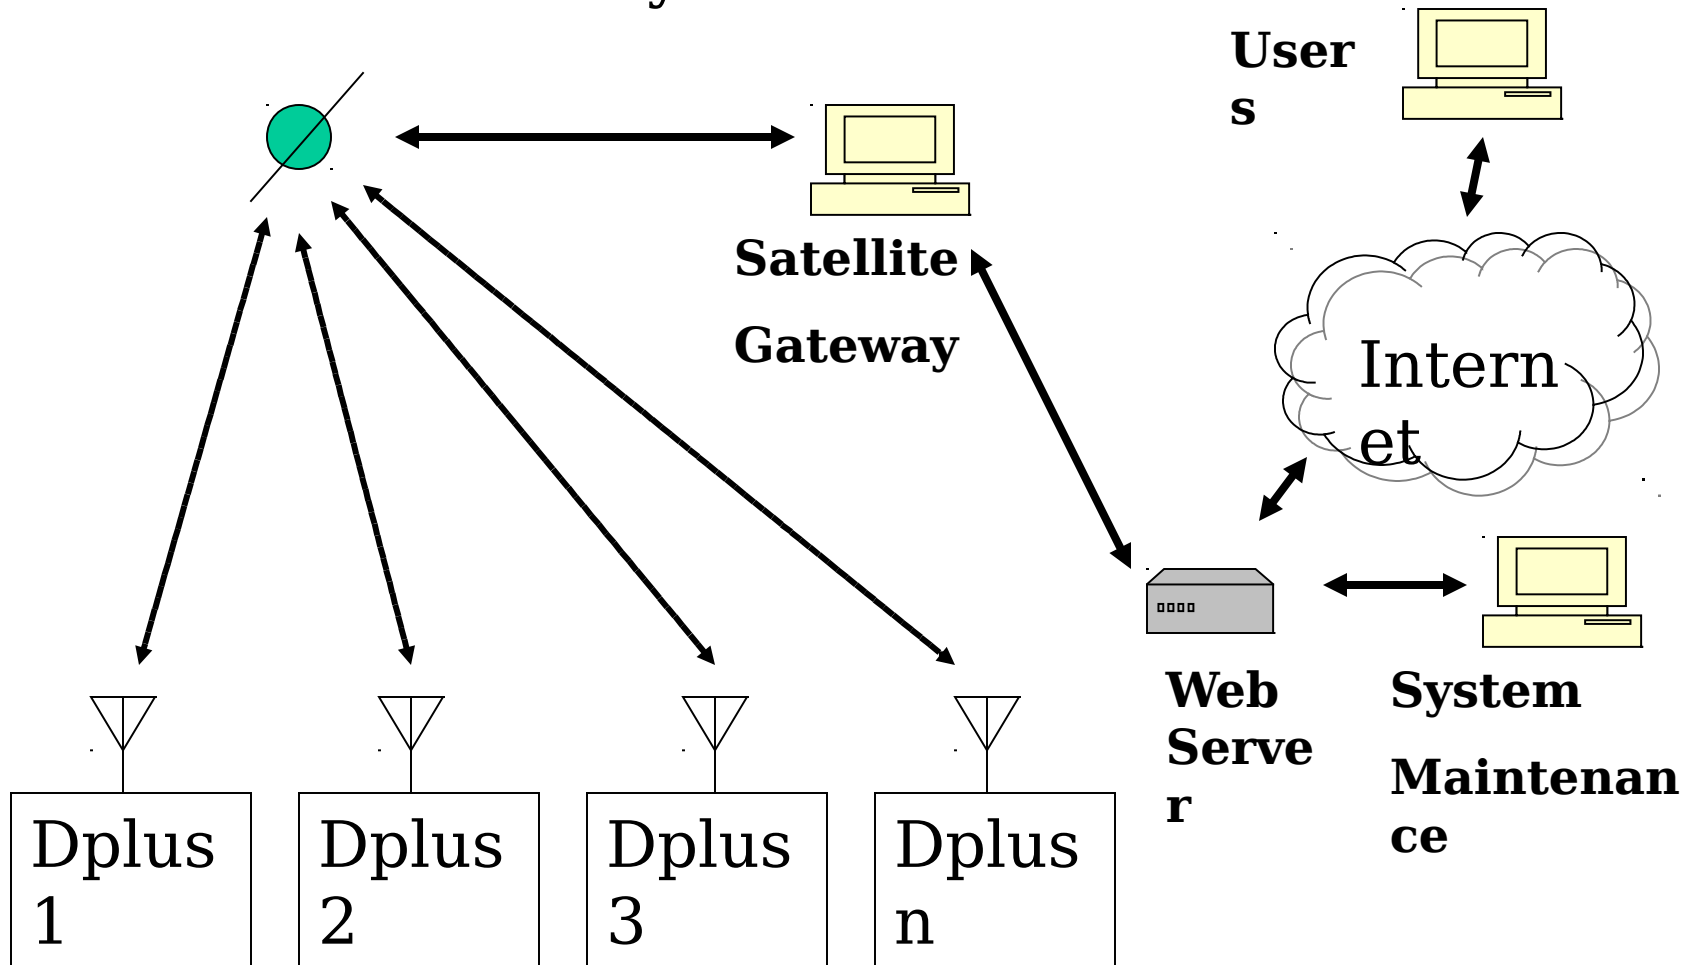 User
s
Satellite
Gateway
Intern
et
Web
Serve
r
System
Maintenan
ce
Dplus
1
Dplus
2
Dplus
3
Dplus
n